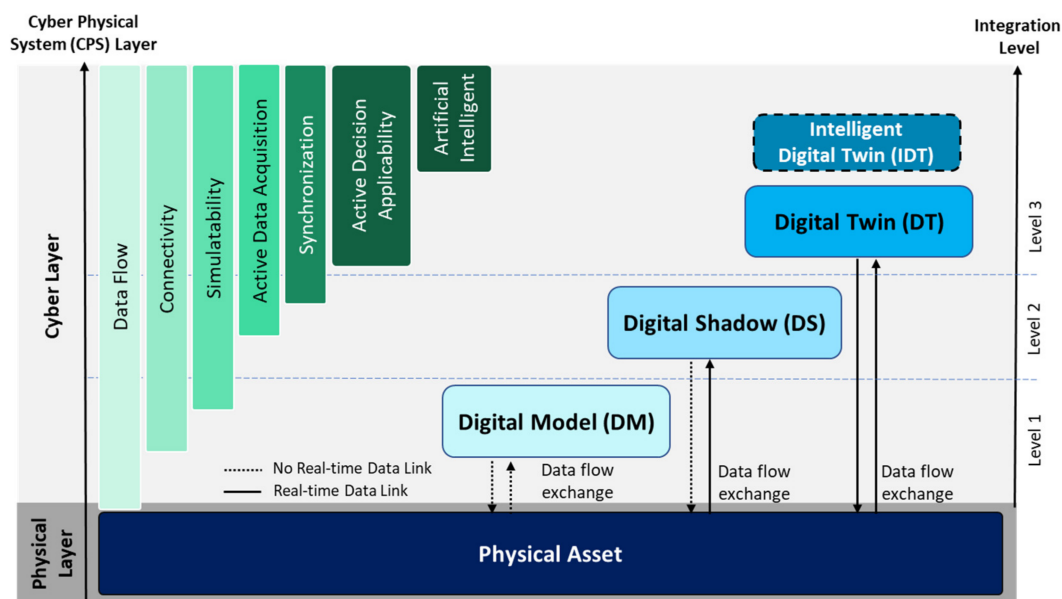 Cyber Physical
System (CPS) Layer
Integration
Level
Cyber Layer
Physical
Layer
Data Flow
Connectivity
Simulatability
Active Data Acquisition
Synchronization
Active Decision
Applicability
Artificial
Intelligent
Intelligent
Digital Twin (IDT)
Digital Twin (DT)
Level 3
Digital Shadow (DS)
Level 2
Digital Model (DM)
Level 1
No Real-time Data Link
Real-time Data Link
Data flow
exchange
Data flow
exchange
Data flow
exchange
Physical Asset